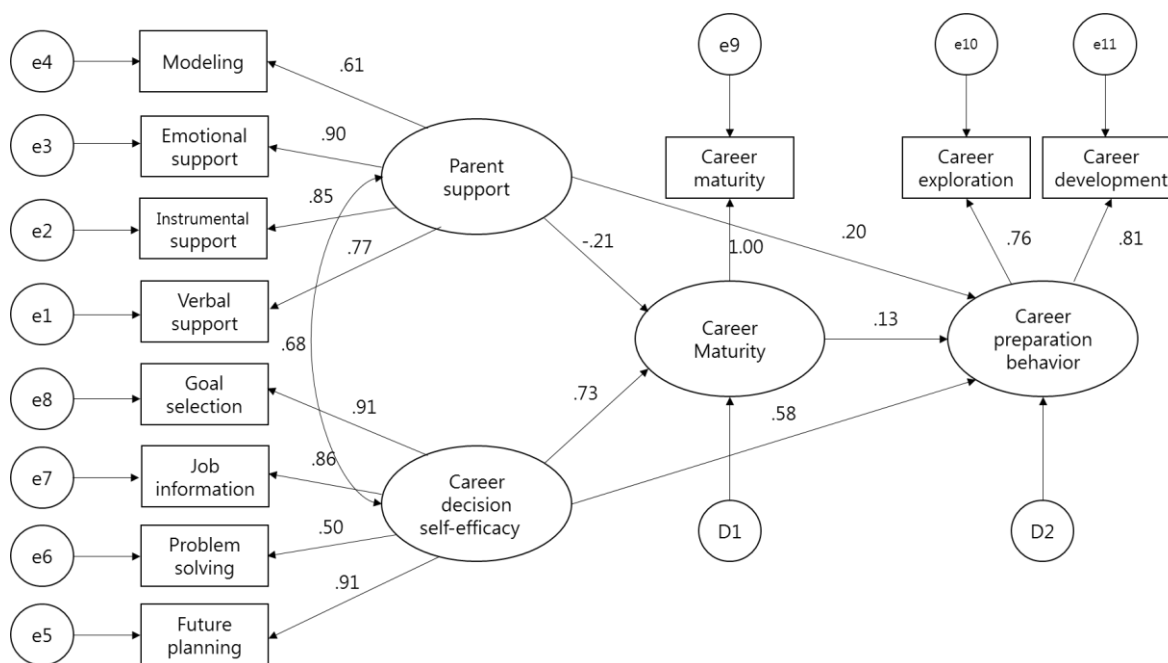 e4
Modeling
.61
e3
Emotional
support
.90
e2
Instrumental
support
.85
e1
Verbal
support
.77
e8
Goal
selection
.91
e7
Job
information
.86
e6
Problem
solving
.50
e5
Future
planning
.91
.68
Parent
support
Career
decision
self-efficacy
-.21
.73
.20
.58
e9
Career
maturity
1.00
Career
Maturity
D1
.13
e10
e11
Career
exploration
Career
development
.76
.81
Career
preparation
behavior
D2